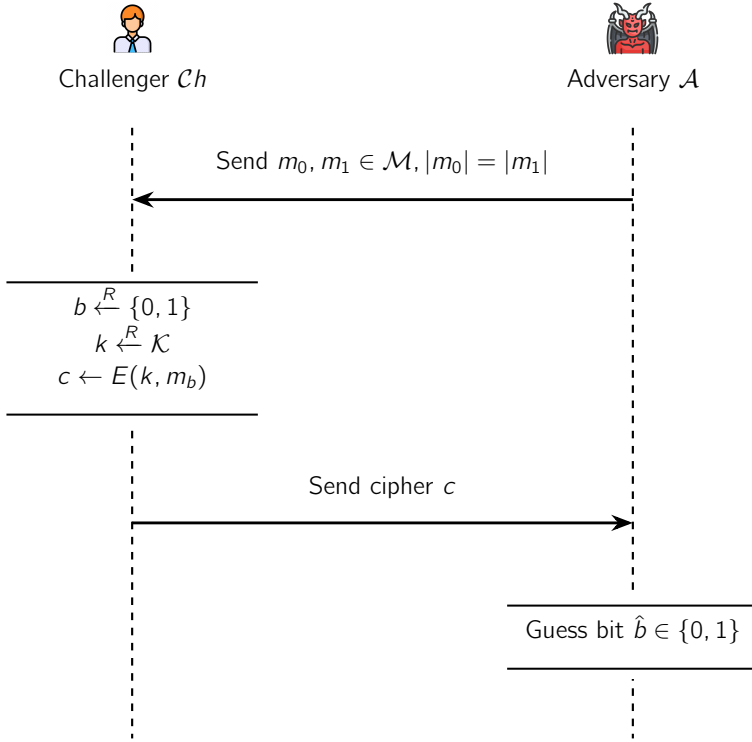 Challenger 𝒞h
Adversary 𝒜
Send m₀, m₁ ∈ ℳ, |m₀| = |m₁|
b ←ᴿ {0, 1}
k ←ᴿ 𝒦
c ← E(k, m_b)
Send cipher c
Guess bit b̂ ∈ {0, 1}